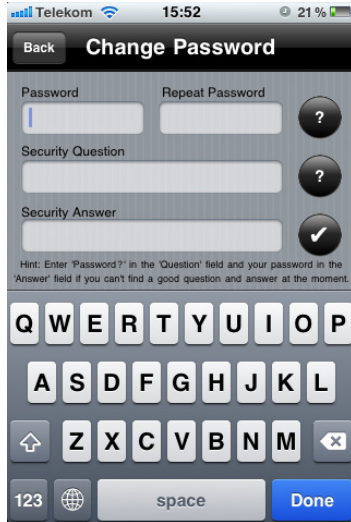 Telekom 15:52 21 %
Back Change Password
Password Repeat Password
?
Security Question
?
Security Answer
Hint: Enter 'Password?' in the 'Question' field and your password in the
'Answer' field if you can't find a good question and answer at the moment.
Q W E R T Y U I O P
A S D F G H J K L
Z X C V B N M
123 space Done